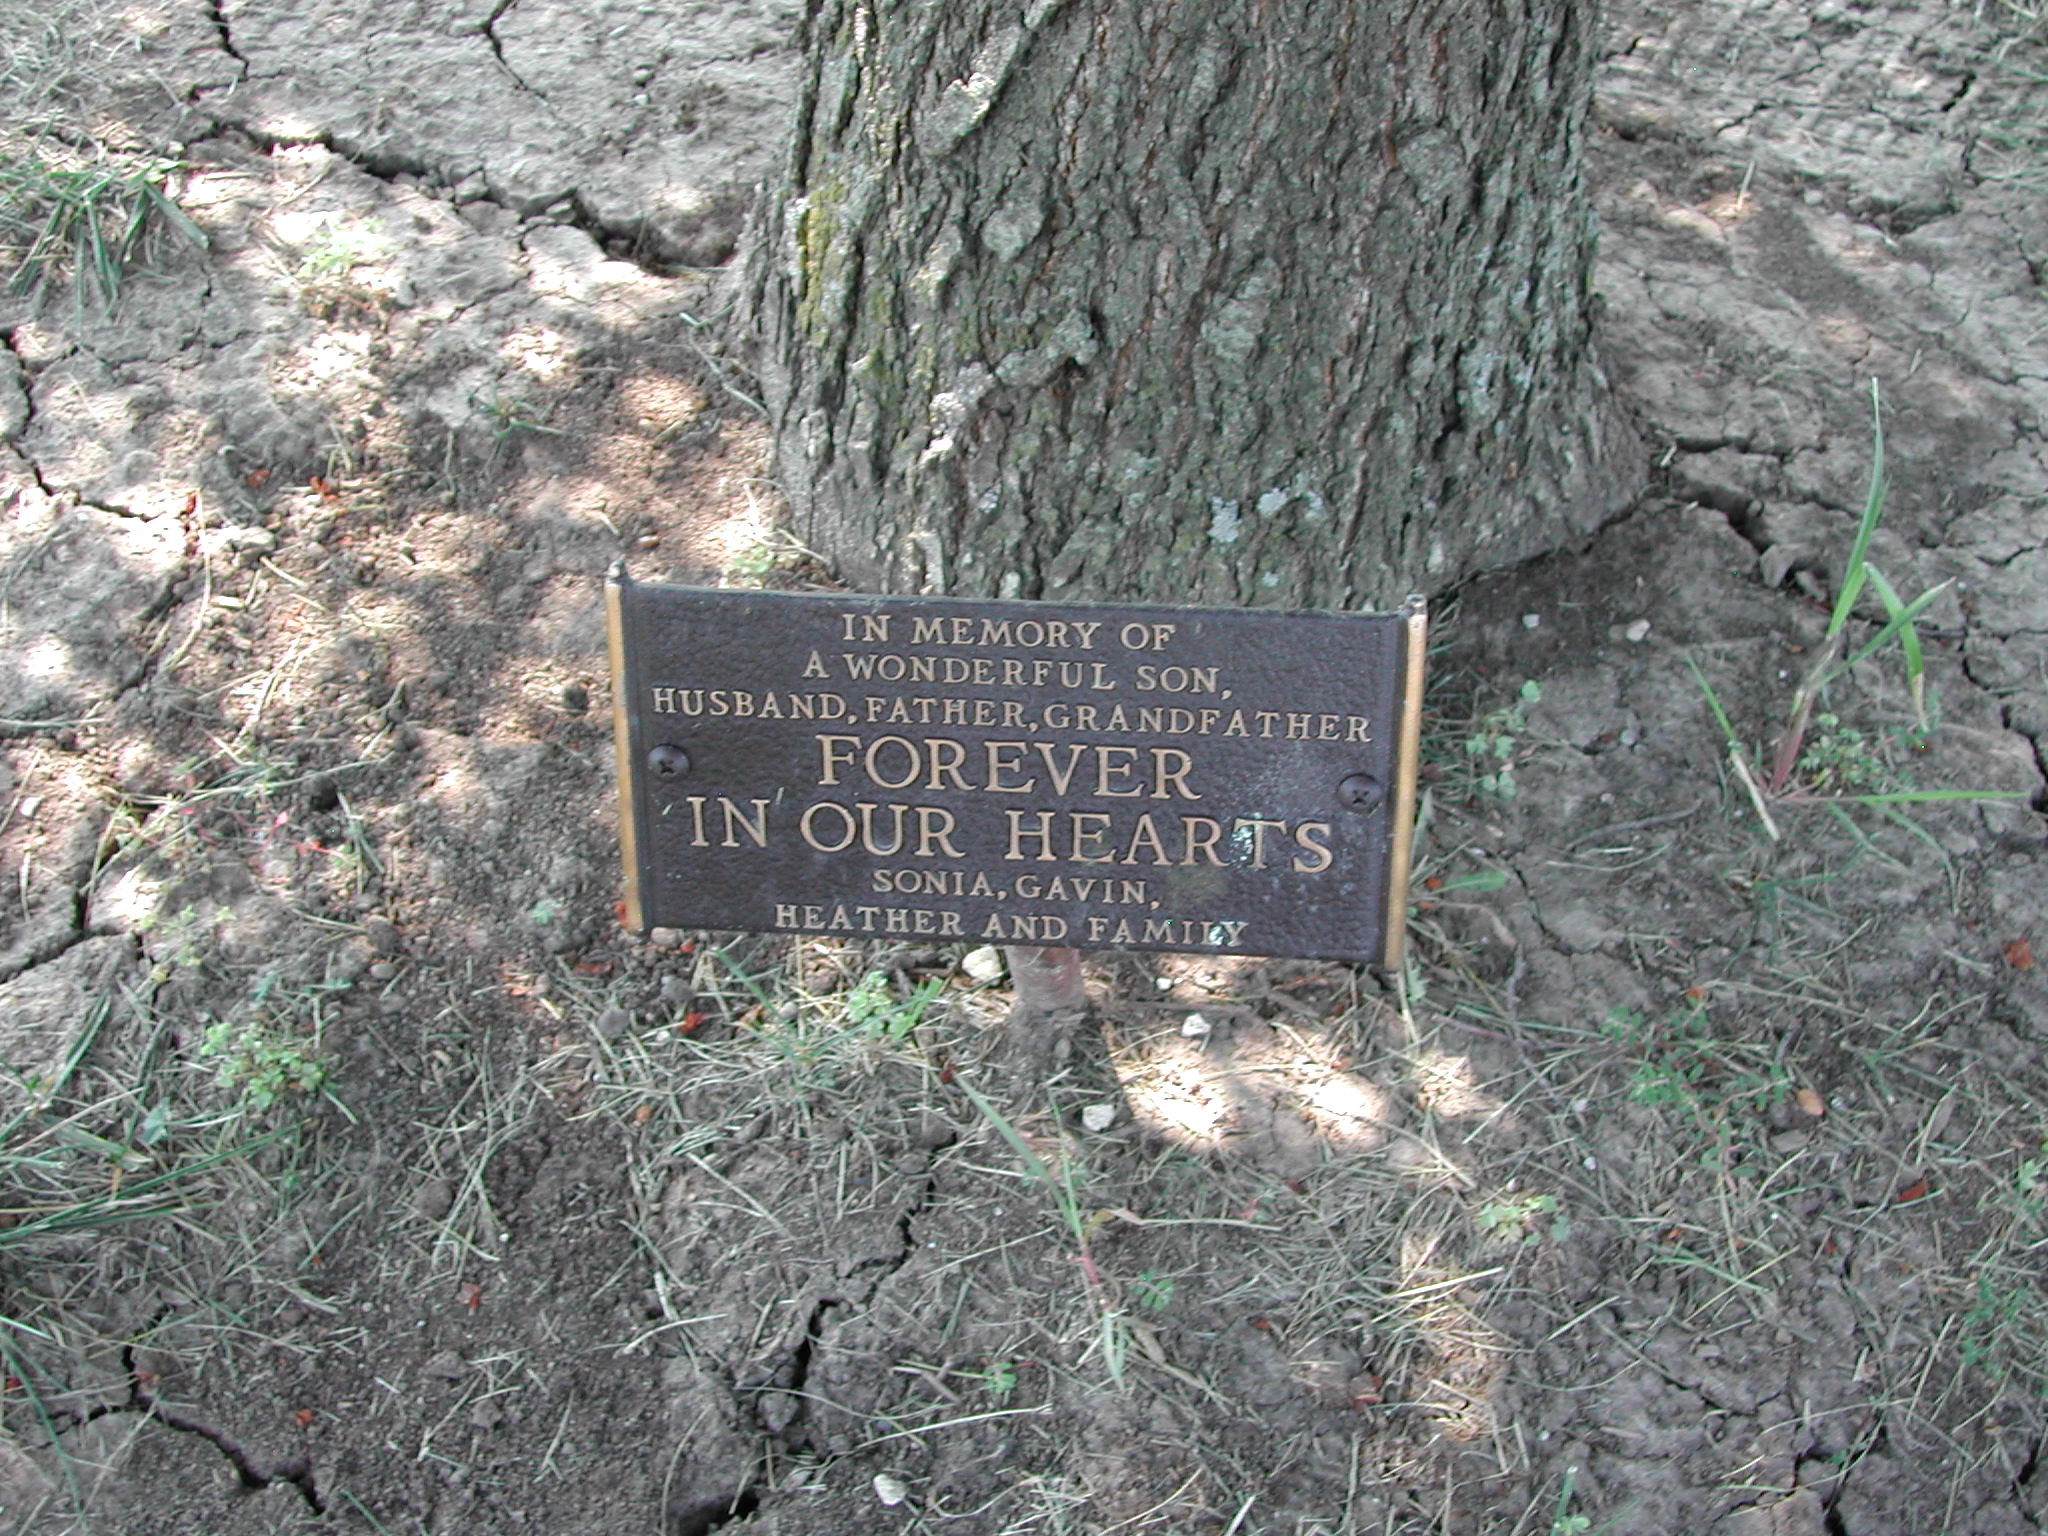 IN MEMORY OF
A WONDERFUL SON,
HUSBAND, FATHER, GRANDFATHER
FOREVER
IN OUR HEARTS
SONIA, GAVIN,
HEATHER AND FAMILY